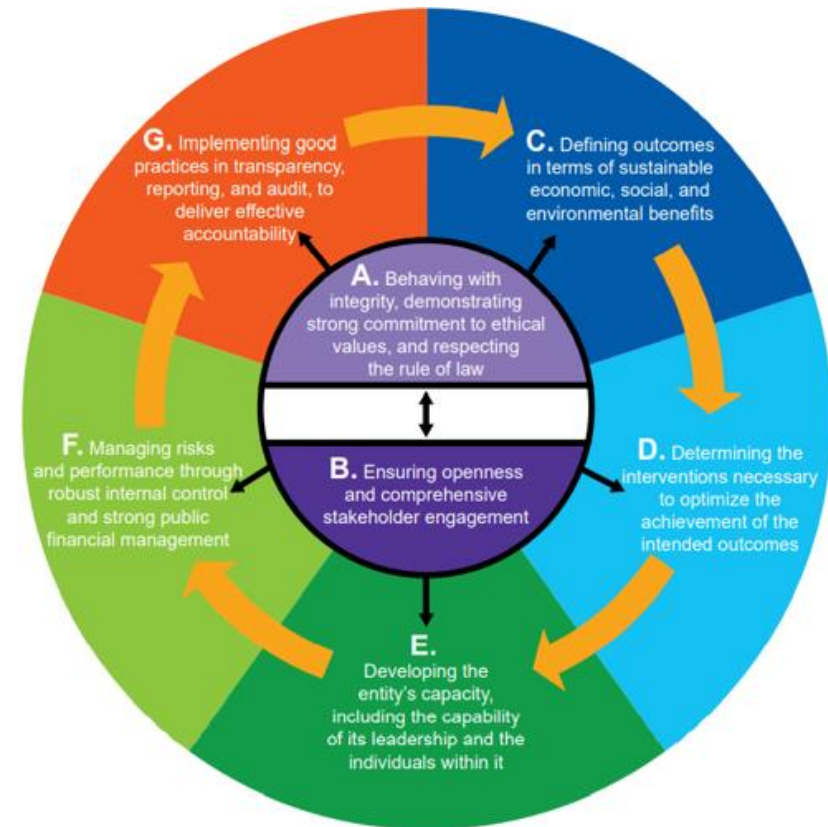 A. Behaving with
integrity, demonstrating
strong commitment to ethical
values, and respecting
the rule of law
B. Ensuring openness
and comprehensive
stakeholder engagement
C. Defining outcomes
in terms of sustainable
economic, social, and
environmental benefits
D. Determining the
interventions necessary
to optimize the
achievement of the
intended outcomes
E.
Developing the
entity's capacity,
including the capability
of its leadership and the
individuals within it
F. Managing risks
and performance through
robust internal control
and strong public
financial management
G. Implementing good
practices in transparency,
reporting, and audit, to
deliver effective
accountability